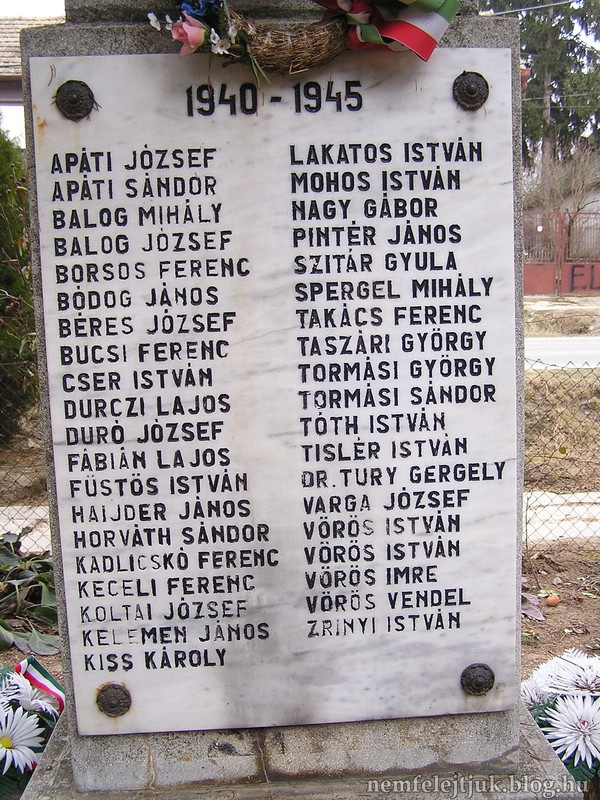 1940 - 1945
APÁTI JÓZSEF
APÁTI SÁNDOR
BALOG MIHÁLY
BALOG JÓZSEF
BORSOS FERENC
BÓDOG JÁNOS
BÉRES JÓZSEF
BUCSI FERENC
CSER ISTVÁN
DURCZI LAJOS
DURÓ JÓZSEF
FÁBIÁN LAJOS
FÜSTÖS ISTVÁN
HAIJDER JÁNOS
HORVÁTH SÁNDOR
KADLICSKÓ FERENC
KECELI FERENC
KOLTAI JÓZSEF
KELEMEN JÁNOS
KISS KÁROLY
LAKATOS ISTVÁN
MOHOS ISTVÁN
NAGY GÁBOR
PINTÉR JÁNOS
SZITÁR GYULA
SPERGEL MIHÁLY
TAKÁCS FERENC
TASZÁRI GYÖRGY
TORMÁSI GYÖRGY
TORMÁSI SÁNDOR
TÓTH ISTVÁN
TISLÉR ISTVÁN
DR. TURY GERGELY
VARGA JÓZSEF
VÖRÖS ISTVÁN
VÖRÖS ISTVÁN
VÖRÖS IMRE
VÖRÖS VENDEL
ZRINYI ISTVÁN
nemfelejtjuk.blog.hu